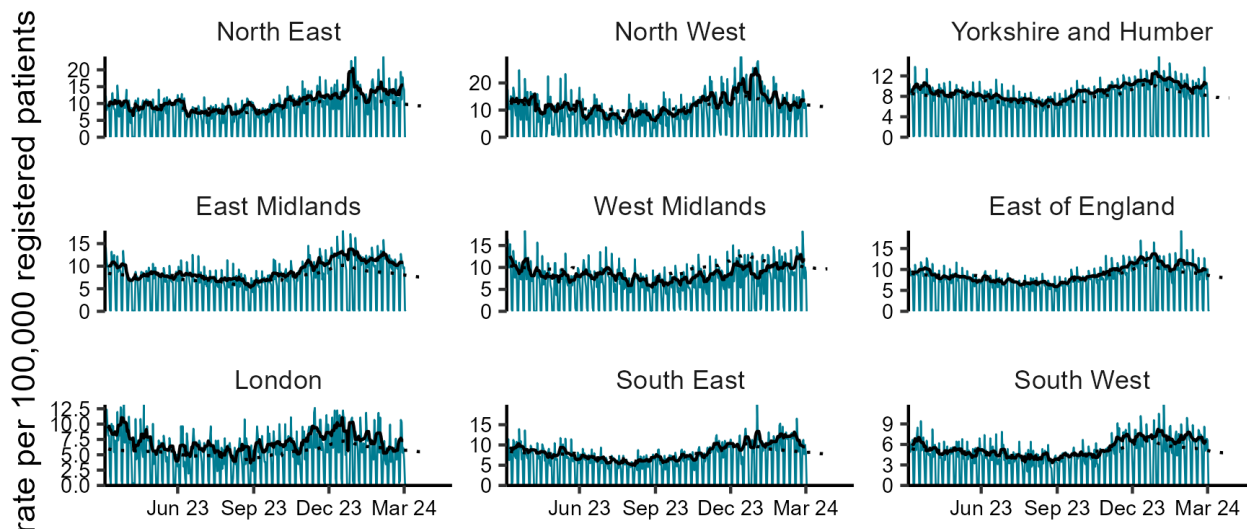 rate per 100,000 registered patients
North East
North West
Yorkshire and Humber
20
15
10
5
0
20
10
0
12
8
4
0
East Midlands
West Midlands
East of England
15
10
5
0
15
10
5
0
15
10
5
0
London
South East
South West
12.5
10.0
7.5
5.0
2.5
0.0
15
10
5
0
9
6
3
0
Jun 23 Sep 23 Dec 23 Mar 24
Jun 23 Sep 23 Dec 23 Mar 24
Jun 23 Sep 23 Dec 23 Mar 24